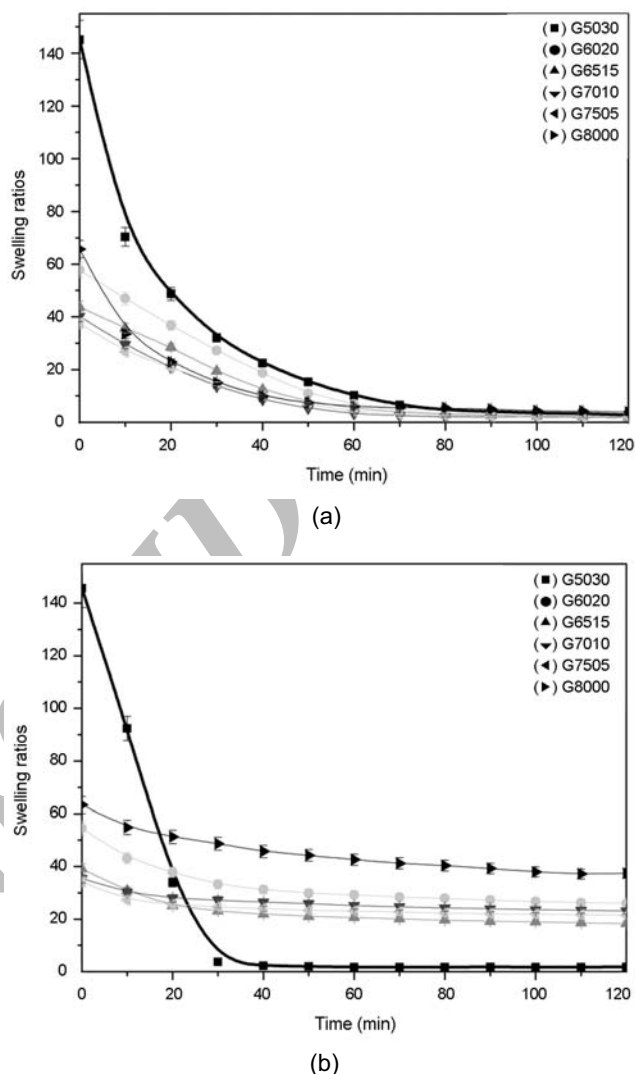 140
120
100
80
60
40
20
0
Swelling ratios
0 20 40 60 80 100 120
Time (min)
(■) G5030
(●) G6020
(▲) G6515
(▼) G7010
(◄) G7505
(►) G8000
(a)
140
120
100
80
60
40
20
0
Swelling ratios
0 20 40 60 80 100 120
Time (min)
(■) G5030
(●) G6020
(▲) G6515
(▼) G7010
(◄) G7505
(►) G8000
(b)